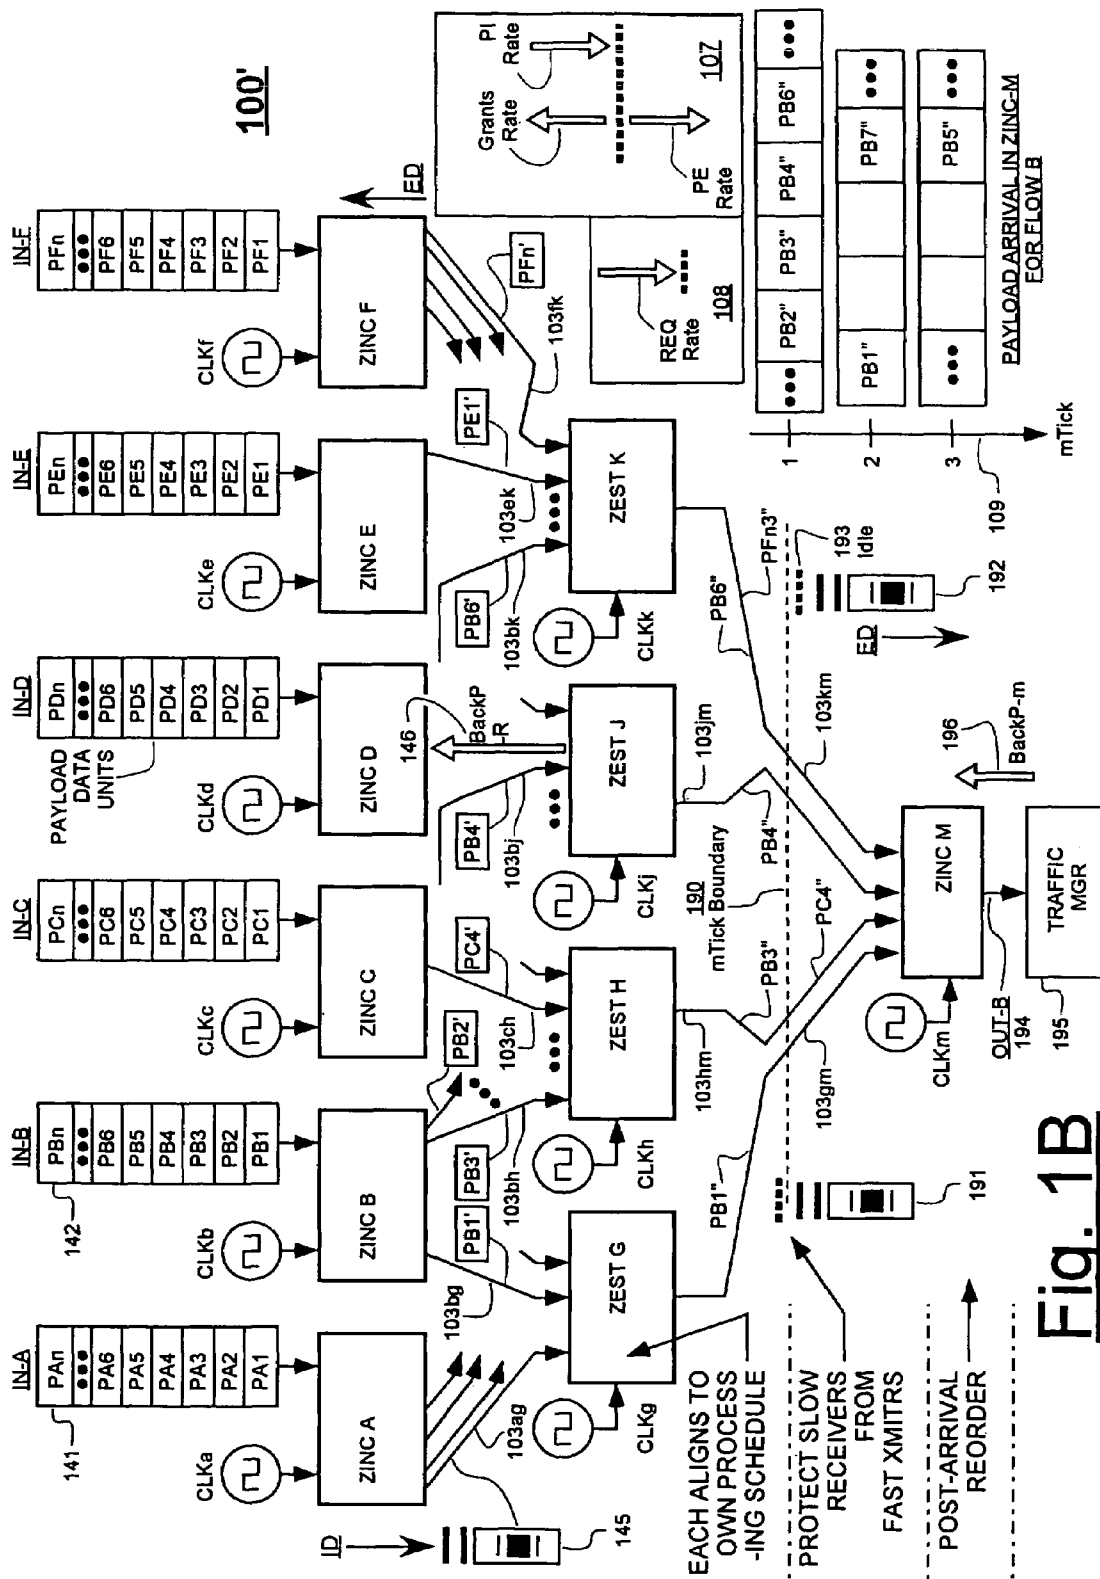 100'
IN-A
IN-B
IN-C
IN-D
IN-E
IN-F
141
PAn
PA6
PA5
PA4
PA3
PA2
PA1
142
PBn
PB6
PB5
PB4
PB3
PB2
PB1
PCn
PC6
PC5
PC4
PC3
PC2
PC1
PAYLOAD
DATA
UNITS
PDn
PD6
PD5
PD4
PD3
PD2
PD1
PEn
PE6
PE5
PE4
PE3
PE2
PE1
PFn
PF6
PF5
PF4
PF3
PF2
PF1
CLKa
CLKb
CLKc
CLKd
CLKe
CLKf
ZINC A
ZINC B
ZINC C
ZINC D
ZINC E
ZINC F
ID
ED
145
103ag
103bg
PB1'
PB3'
103bh
PB2'
PC4'
103ch
PB4'
103bj
146
BackP
-R
PB6'
103bk
PE1'
103ek
PFn'
103fk
ZEST G
ZEST H
ZEST J
ZEST K
CLKg
CLKh
CLKj
CLKk
Grants
Rate
PI
Rate
PE
Rate
107
REQ
Rate
108
EACH ALIGNS TO
OWN PROCESS
-ING SCHEDULE
PROTECT SLOW
RECEIVERS
FROM
FAST XMITRS
POST-ARRIVAL
REORDER
PB1"
103hm
PB3"
190
mTick Boundary
103jm
PB4"
PB6"
PFn3"
PC4"
103gm
103km
191
193
Idle
192
ED
CLKm
ZINC M
OUT-B
194
TRAFFIC
MGR
195
196
BackP-m
1
PB2"
PB3"
PB4"
PB6"
2
PB1"
PB7"
3
PB5"
109
mTick
PAYLOAD ARRIVAL IN ZINC-M
FOR FLOW B
Fig. 1B